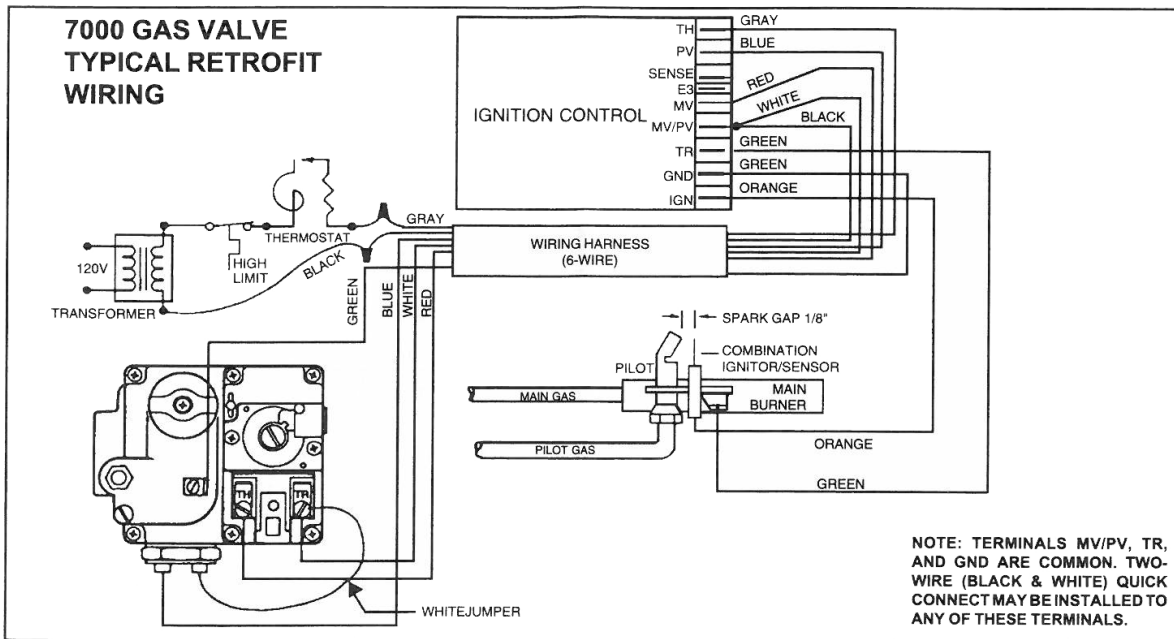 7000 GAS VALVE
TYPICAL RETROFIT
WIRING
IGNITION CONTROL
TH
PV
SENSE
E3
MV
MV/PV
TR
GND
IGN
GRAY
BLUE
RED
WHITE
BLACK
GREEN
GREEN
ORANGE
THERMOSTAT
GRAY
120V
HIGH
LIMIT
BLACK
TRANSFORMER
WIRING HARNESS
(6-WIRE)
GREEN
BLUE
WHITE
RED
SPARK GAP 1/8"
PILOT
COMBINATION
IGNITOR/SENSOR
MAIN GAS
MAIN
BURNER
PILOT GAS
ORANGE
GREEN
TH
TR
WHITEJUMPER
NOTE: TERMINALS MV/PV, TR,
AND GND ARE COMMON. TWO-
WIRE (BLACK & WHITE) QUICK
CONNECT MAY BE INSTALLED TO
ANY OF THESE TERMINALS.